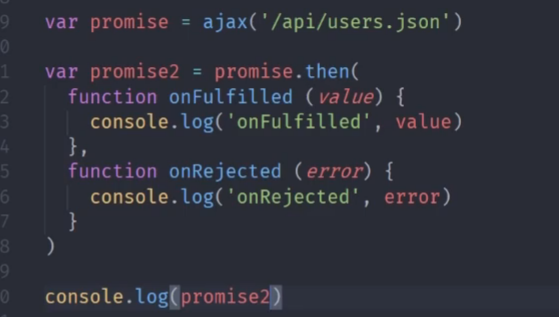 9 var promise = ajax('/api/users.json')
0
1 var promise2 = promise.then(
2 function onFulfilled (value) {
3 console.log('onFulfilled', value)
4 },
5 function onRejected (error) {
6 console.log('onRejected', error)
7 }
8 )
9
0 console.log(promise2)